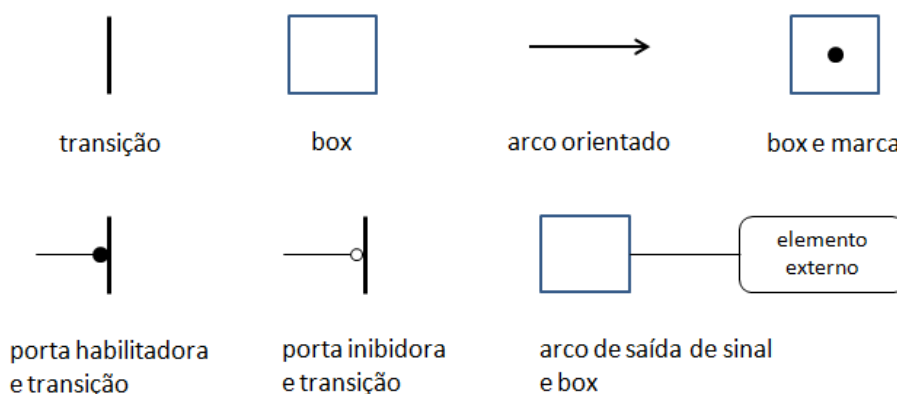 transição
box
arco orientado
box e marca
elemento
externo
porta habilitadora
e transição
porta inibidora
e transição
arco de saída de sinal
e box